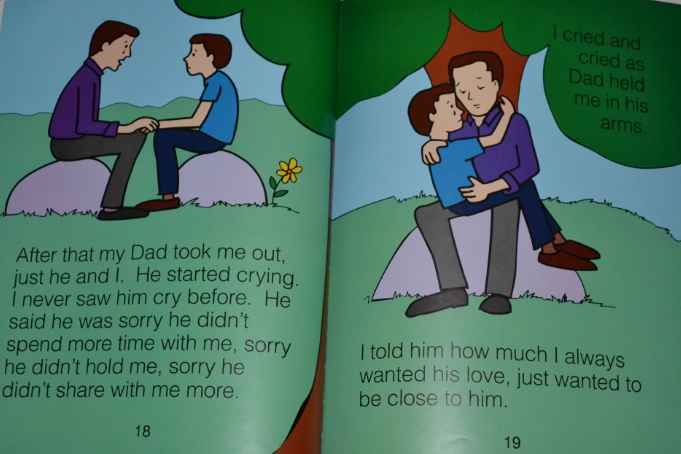 After that my Dad took me out,
just he and I. He started crying.
I never saw him cry before. He
said he was sorry he didn't
spend more time with me, sorry
he didn't hold me, sorry he
didn't share with me more.
18
I cried and
cried as
Dad held
me in his
arms.
I told him how much I always
wanted his love, just wanted to
be close to him.
19